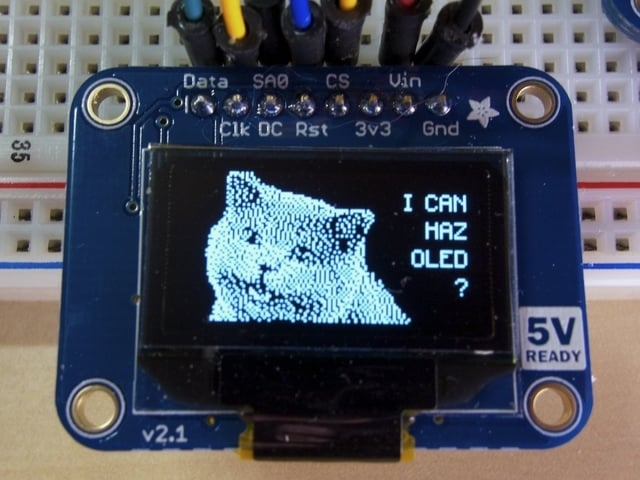 Data SA0 CS Vin
Clk DC Rst 3v3 Gnd
35
I CAN
HAZ
OLED
?
5V
READY
v2.1